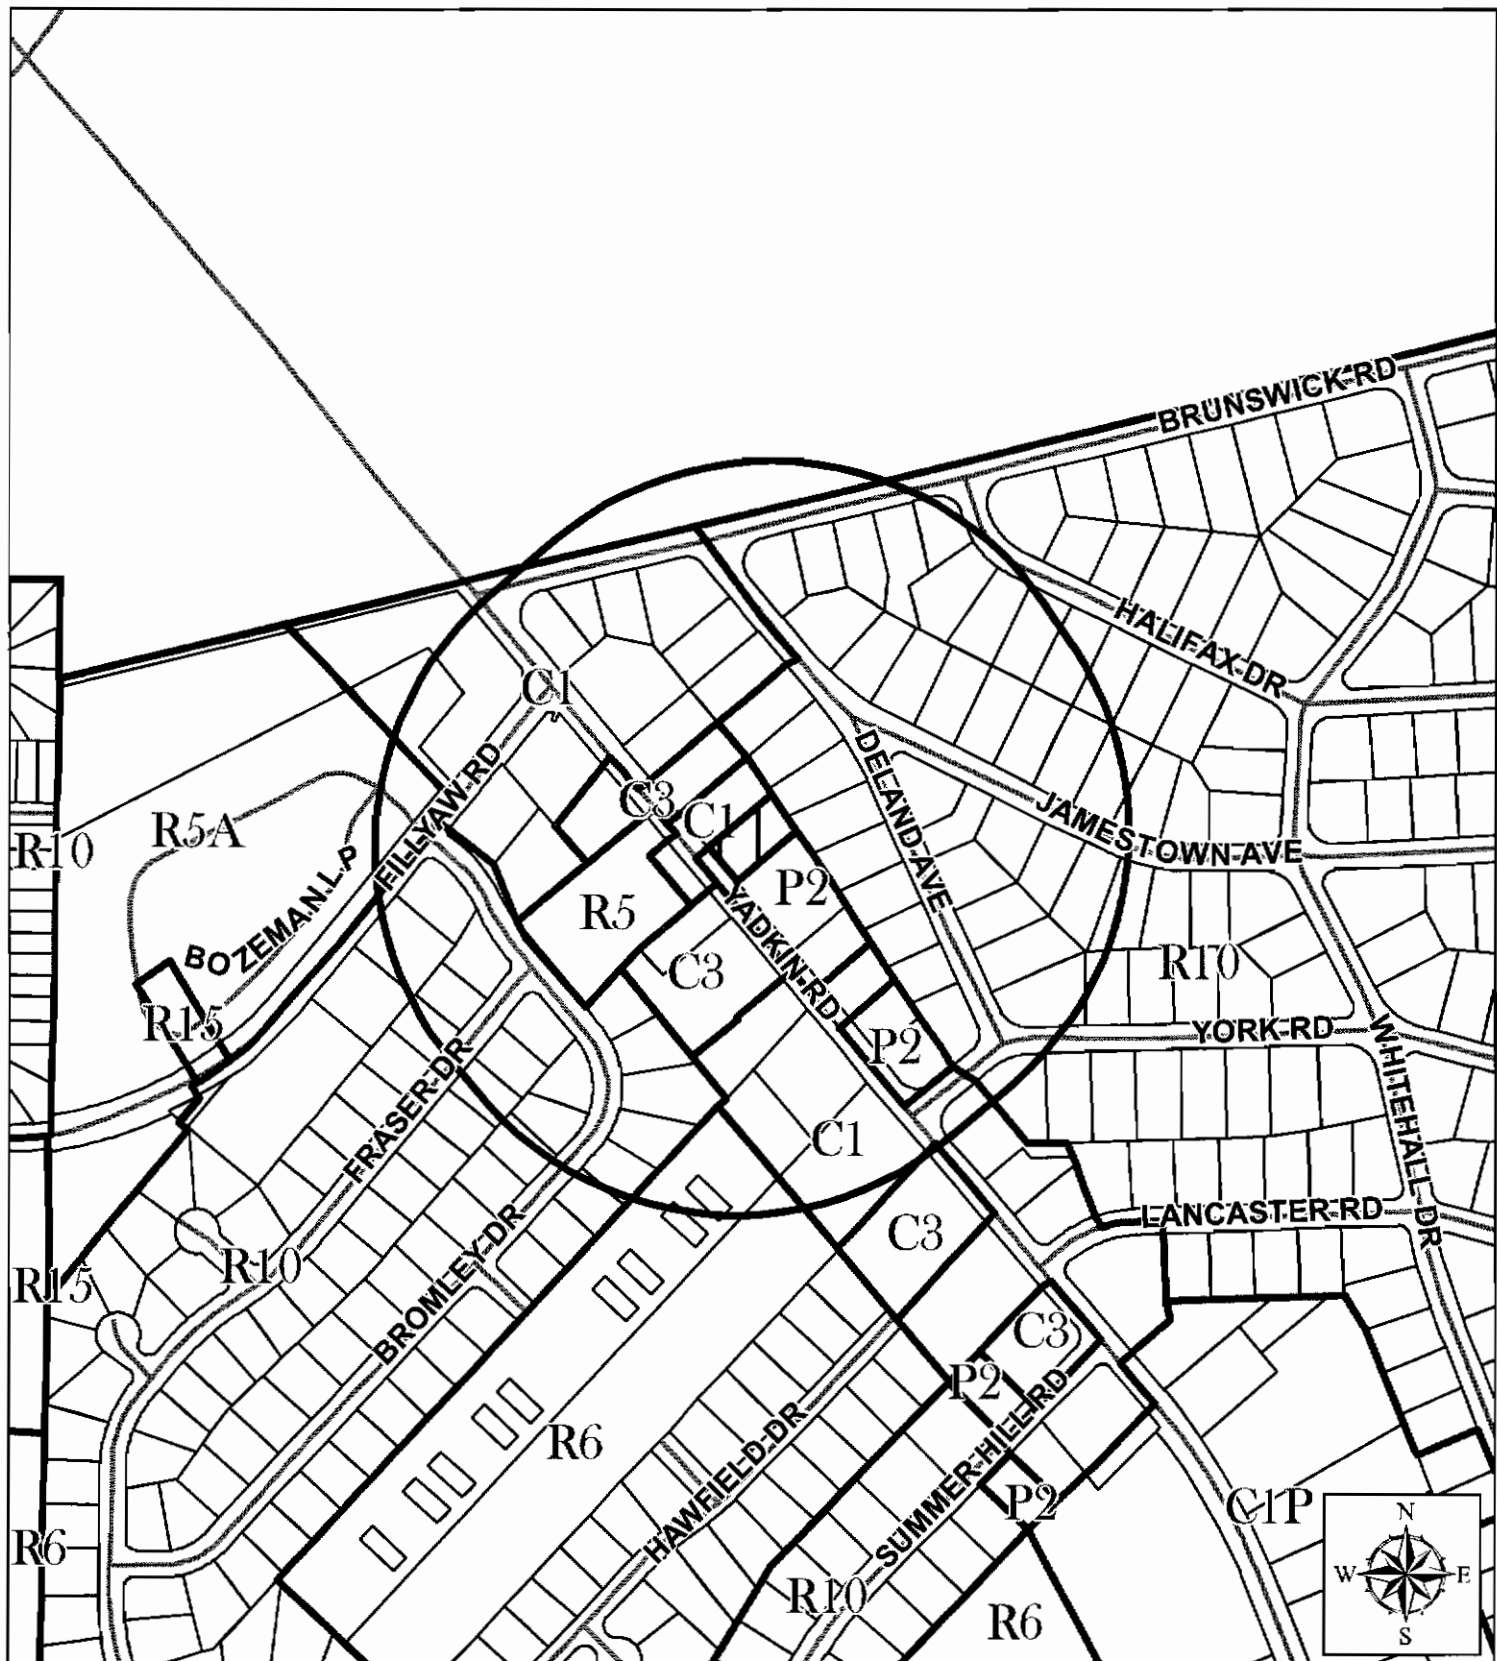 BRUNSWICK RD
HALIFAX DR
C1
DELAND AVE
FILLYAW RD
C3
C1
JAMESTOWN AVE
R5A
R10
BOZEMAN LP
P2
R5
YADKIN RD
C3
R10
R15
YORK RD
P2
WHITEHALL DR
FRASER DR
C1
LANCASTER RD
C3
R10
R15
BROMLEY DR
C3
P2
R6
SUMMER HILL RD
HAWFIELD DR
P2
C1P
N
R6
W
E
R10
R6
S